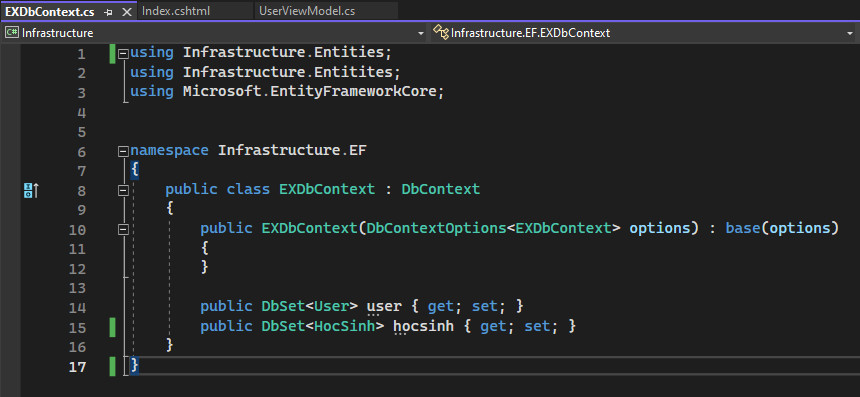 EXDbContext.cs Index.cshtml UserViewModel.cs
C# Infrastructure Infrastructure.EF.EXDbContext
1 using Infrastructure.Entities;
2 using Infrastructure.Entitites;
3 using Microsoft.EntityFrameworkCore;
4
5
6 namespace Infrastructure.EF
7 {
8 public class EXDbContext : DbContext
9 {
10 public EXDbContext(DbContextOptions<EXDbContext> options) : base(options)
11 {
12 }
13
14 public DbSet<User> user { get; set; }
15 public DbSet<HocSinh> hocsinh { get; set; }
16 }
17 }